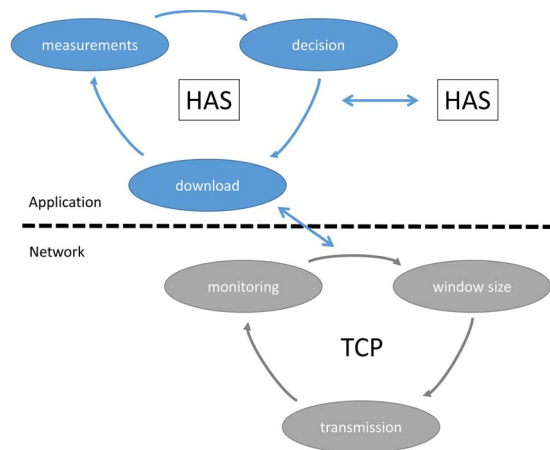 measurements
decision
HAS
HAS
download
Application
Network
monitoring
window size
TCP
transmission